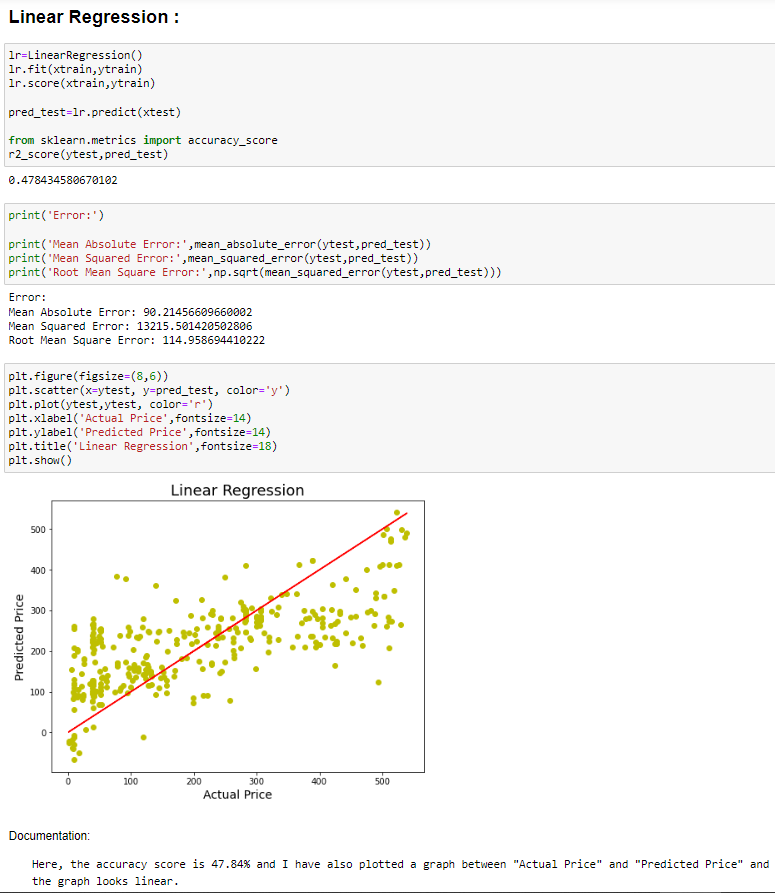 Linear Regression :
lr=LinearRegression()
lr.fit(xtrain,ytrain)
lr.score(xtrain,ytrain)
pred_test=lr.predict(xtest)
from sklearn.metrics import accuracy_score
r2_score(ytest,pred_test)
0.478434580670102
print('Error:')
print('Mean Absolute Error:',mean_absolute_error(ytest,pred_test))
print('Mean Squared Error:',mean_squared_error(ytest,pred_test))
print('Root Mean Square Error:',np.sqrt(mean_squared_error(ytest,pred_test)))
Error:
Mean Absolute Error: 90.21456609660002
Mean Squared Error: 13215.501420502806
Root Mean Square Error: 114.958694410222
plt.figure(figsize=(8,6))
plt.scatter(x=ytest, y=pred_test, color='y')
plt.plot(ytest,ytest, color='r')
plt.xlabel('Actual Price',fontsize=14)
plt.ylabel('Predicted Price',fontsize=14)
plt.title('Linear Regression',fontsize=18)
plt.show()
Linear Regression
Predicted Price
500
400
300
200
100
0
0 100 200 300 400 500
Actual Price
Documentation:
Here, the accuracy score is 47.84% and I have also plotted a graph between "Actual Price" and "Predicted Price" and
the graph looks linear.